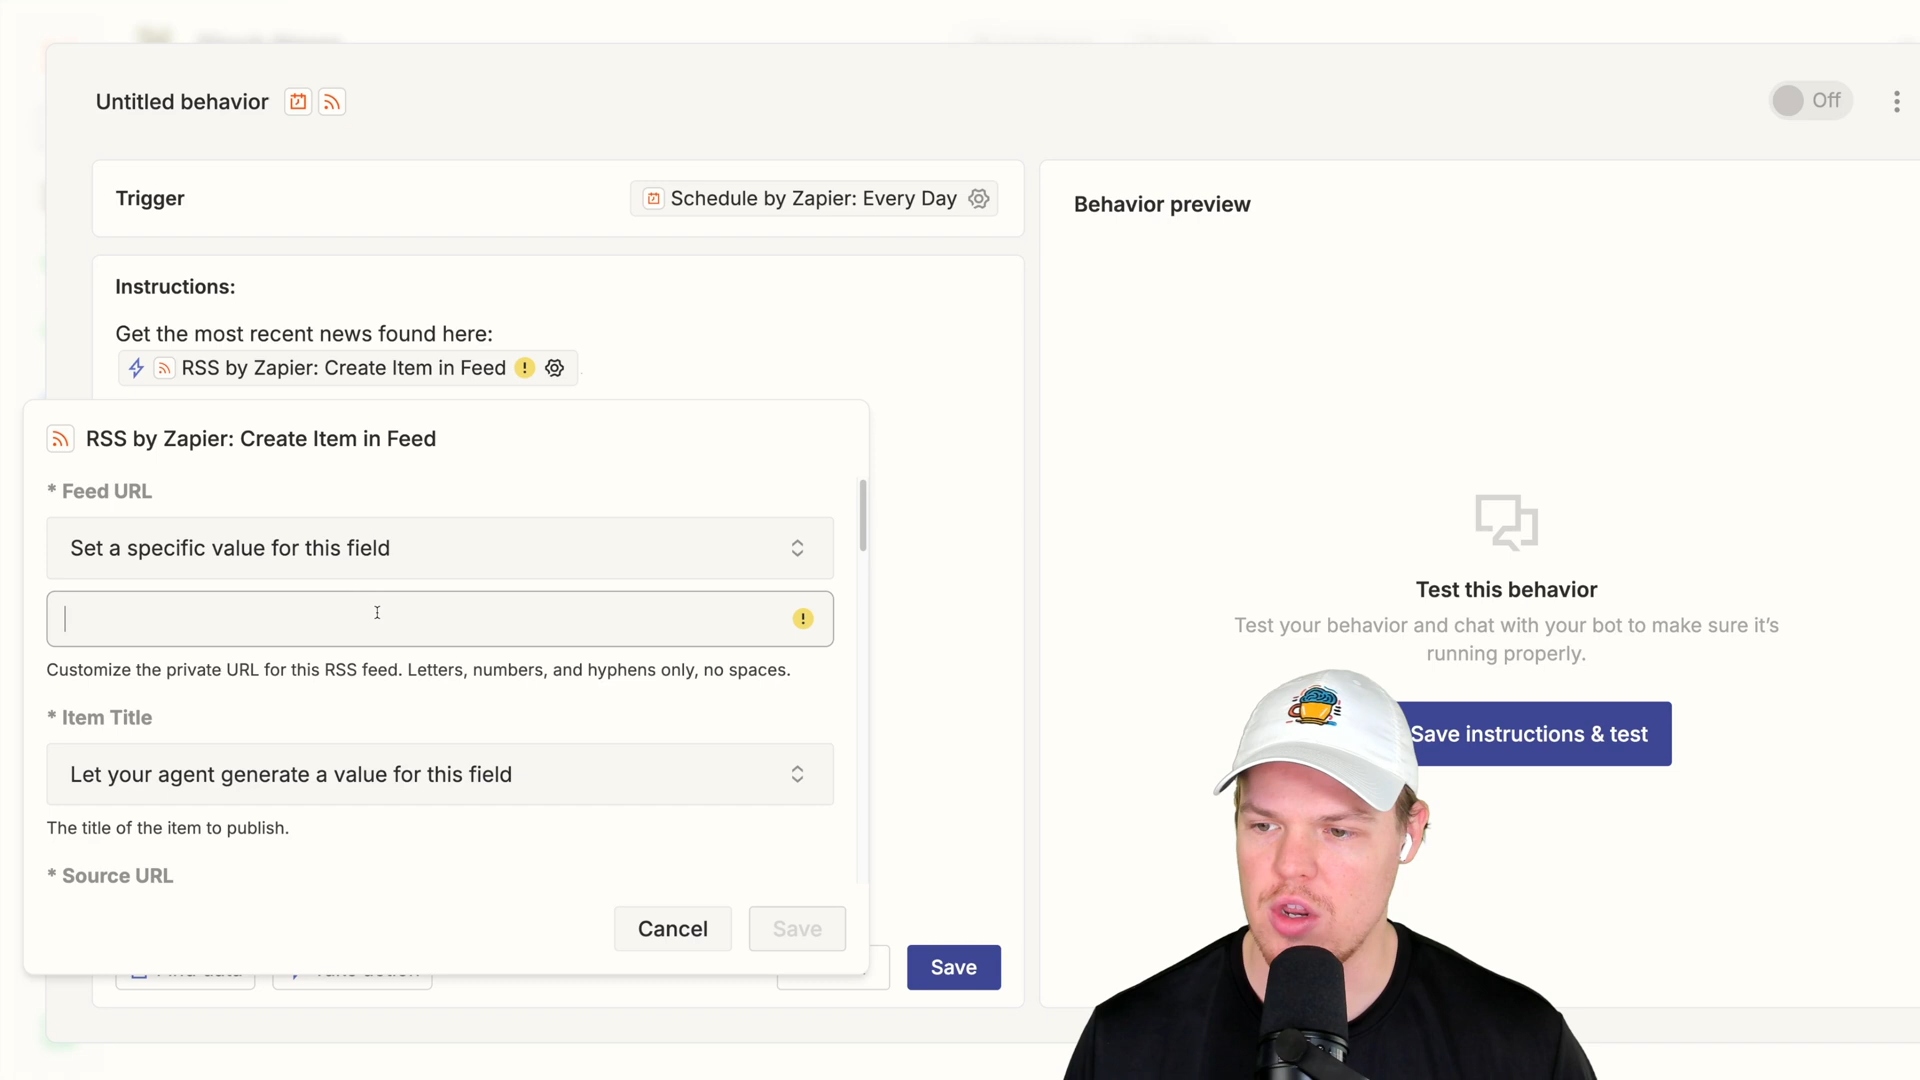 Untitled behavior
Off
Trigger
Schedule by Zapier: Every Day
Behavior preview
Instructions:
Get the most recent news found here:
RSS by Zapier: Create Item in Feed
RSS by Zapier: Create Item in Feed
* Feed URL
Set a specific value for this field
Customize the private URL for this RSS feed. Letters, numbers, and hyphens only, no spaces.
* Item Title
Let your agent generate a value for this field
The title of the item to publish.
* Source URL
Cancel
Save
Save
Test this behavior
Test your behavior and chat with your bot to make sure it's
running properly.
Save instructions & test